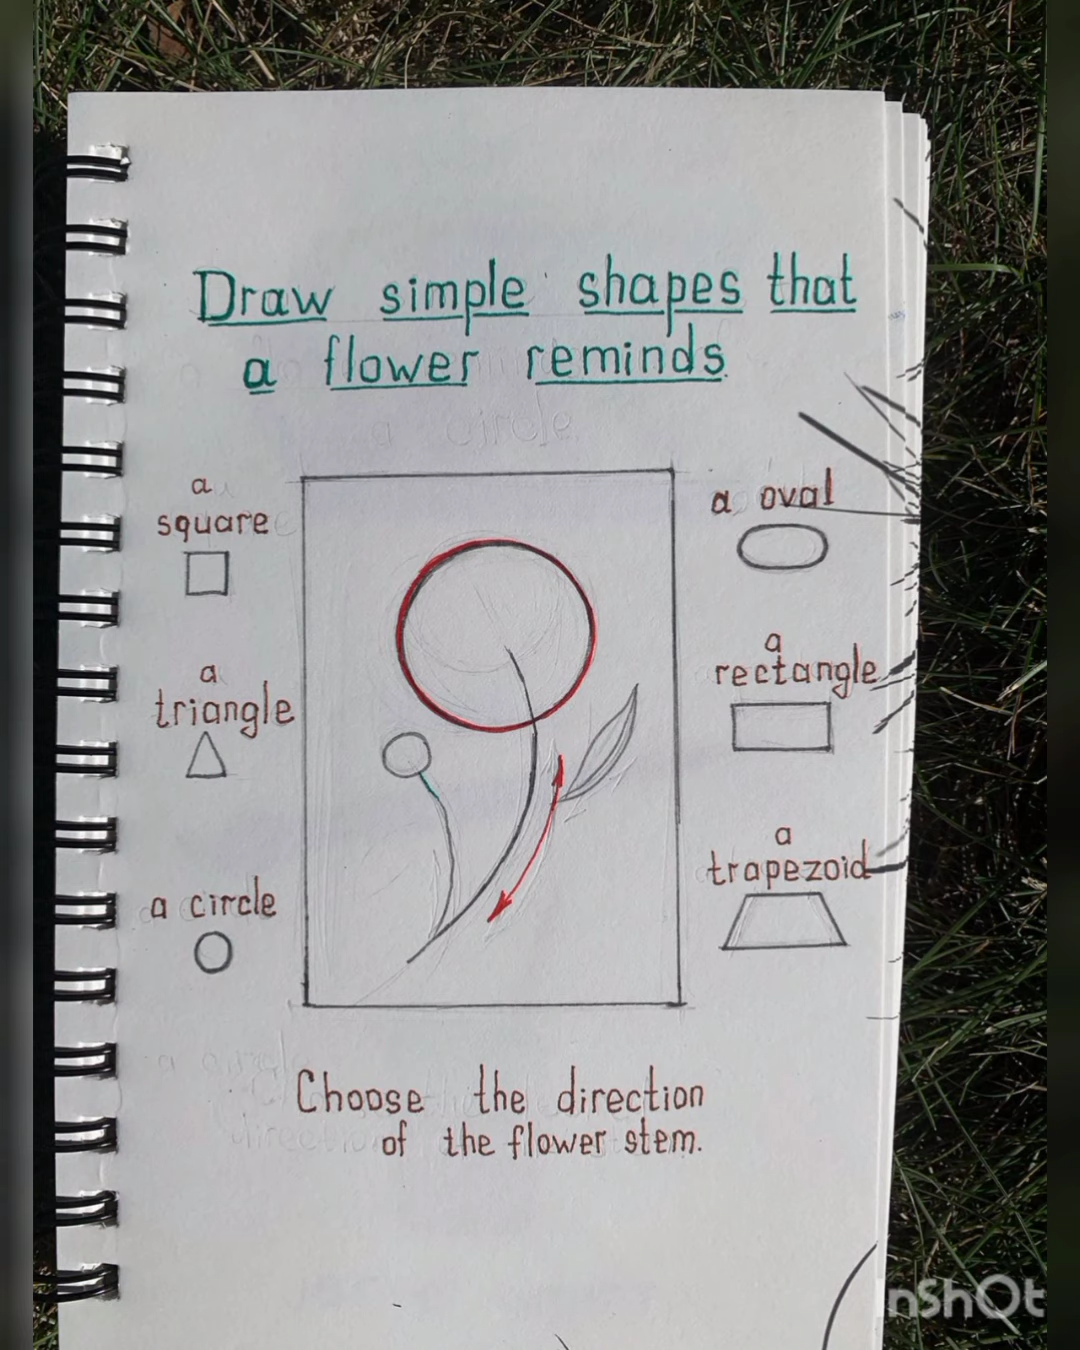 Draw simple shapes that
a flower reminds.
a circle
a
square
a oval
a
triangle
a
rectangle
a circle
a
trapezoid
Choose the direction
of the flower stem.
nShOt